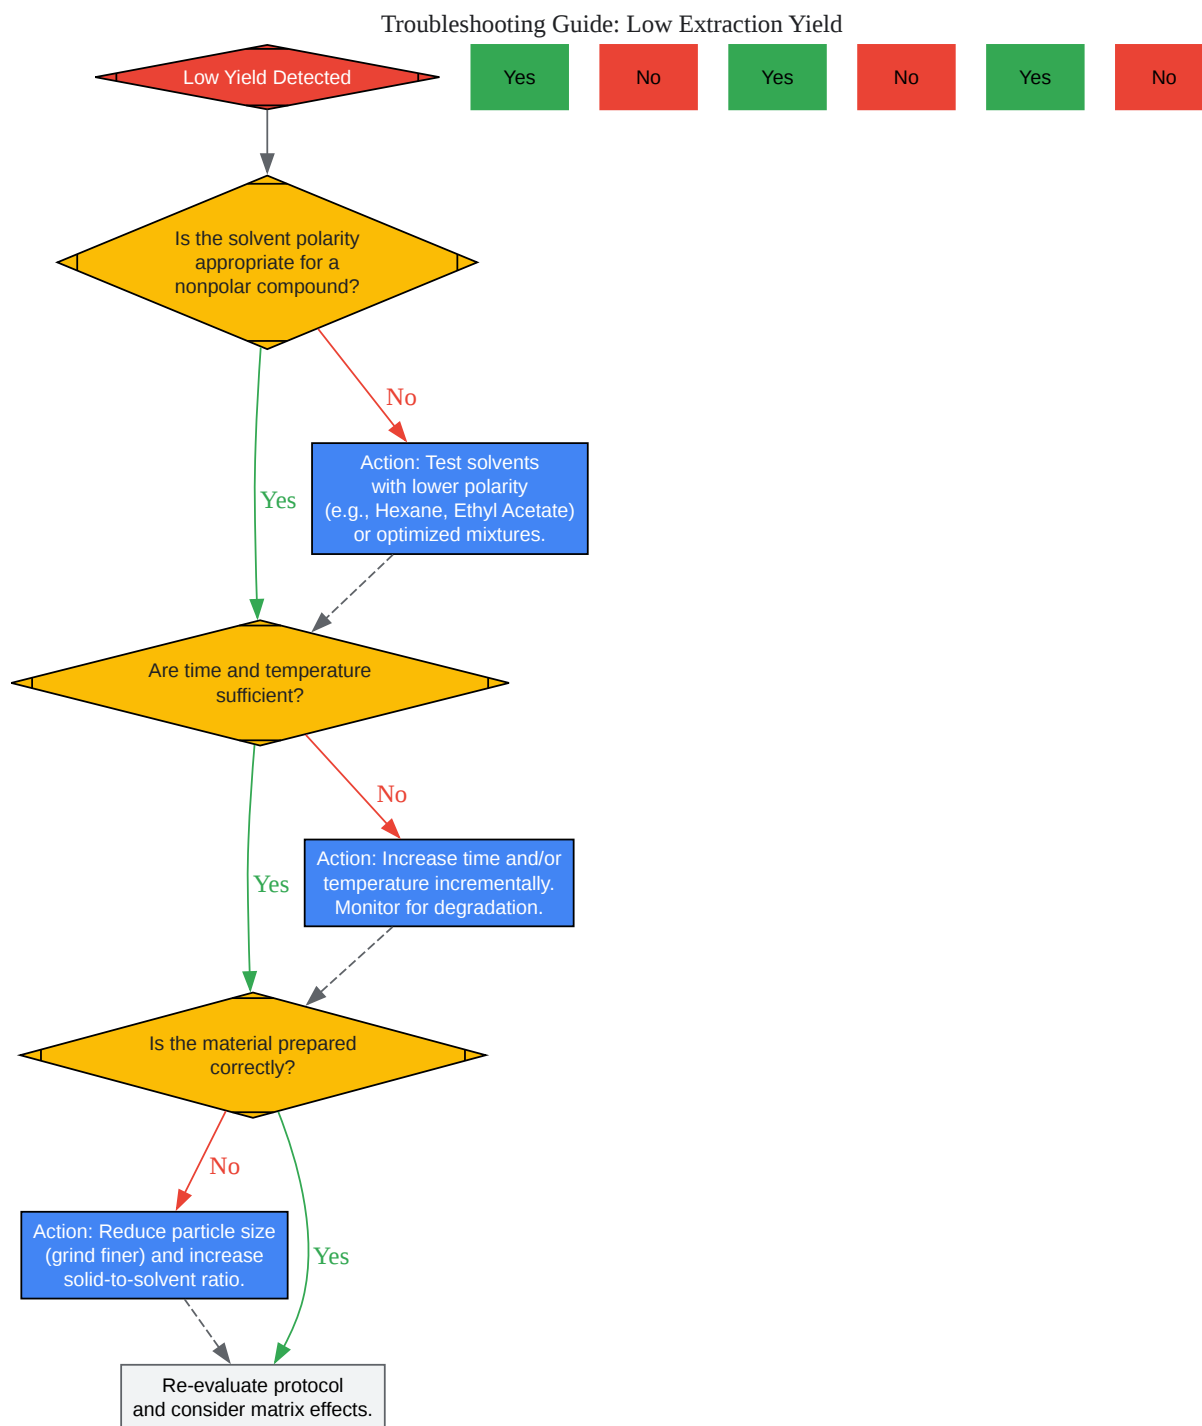 Troubleshooting Guide: Low Extraction Yield
Low Yield Detected
Yes
No
Yes
No
Yes
No
Is the solvent polarity
appropriate for a
nonpolar compound?
No
Action: Test solvents
with lower polarity
(e.g., Hexane, Ethyl Acetate)
or optimized mixtures.
Yes
Are time and temperature
sufficient?
No
Action: Increase time and/or
temperature incrementally.
Monitor for degradation.
Yes
Is the material prepared
correctly?
No
Action: Reduce particle size
(grind finer) and increase
solid-to-solvent ratio.
Yes
Re-evaluate protocol
and consider matrix effects.